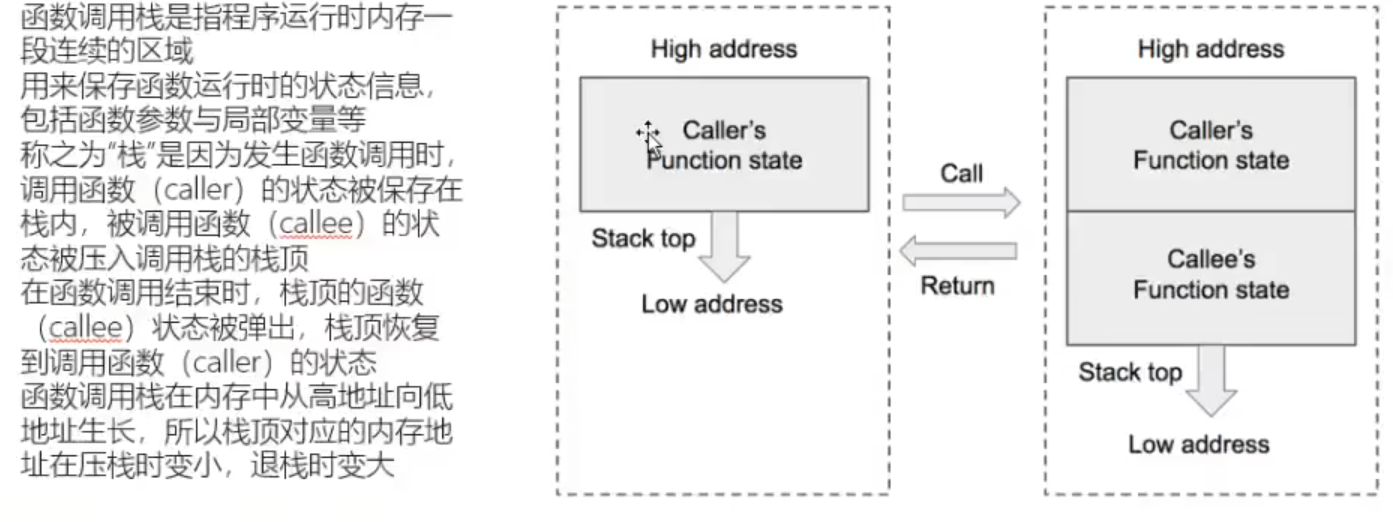 函数调用栈是指程序运行时内存一
段连续的区域
用来保存函数运行时的状态信息，
包括函数参数与局部变量等
称之为“栈”是因为发生函数调用时，
调用函数（caller）的状态被保存在
栈内，被调用函数（callee）的状
态被压入调用栈的栈顶
在函数调用结束时，栈顶的函数
（callee）状态被弹出，栈顶恢复
到调用函数（caller）的状态
函数调用栈在内存中从高地址向低
地址生长，所以栈顶对应的内存地
址在压栈时变小，退栈时变大
High address
Caller’s
Function state
Stack top
Low address
Call
Return
High address
Caller’s
Function state
Callee’s
Function state
Stack top
Low address